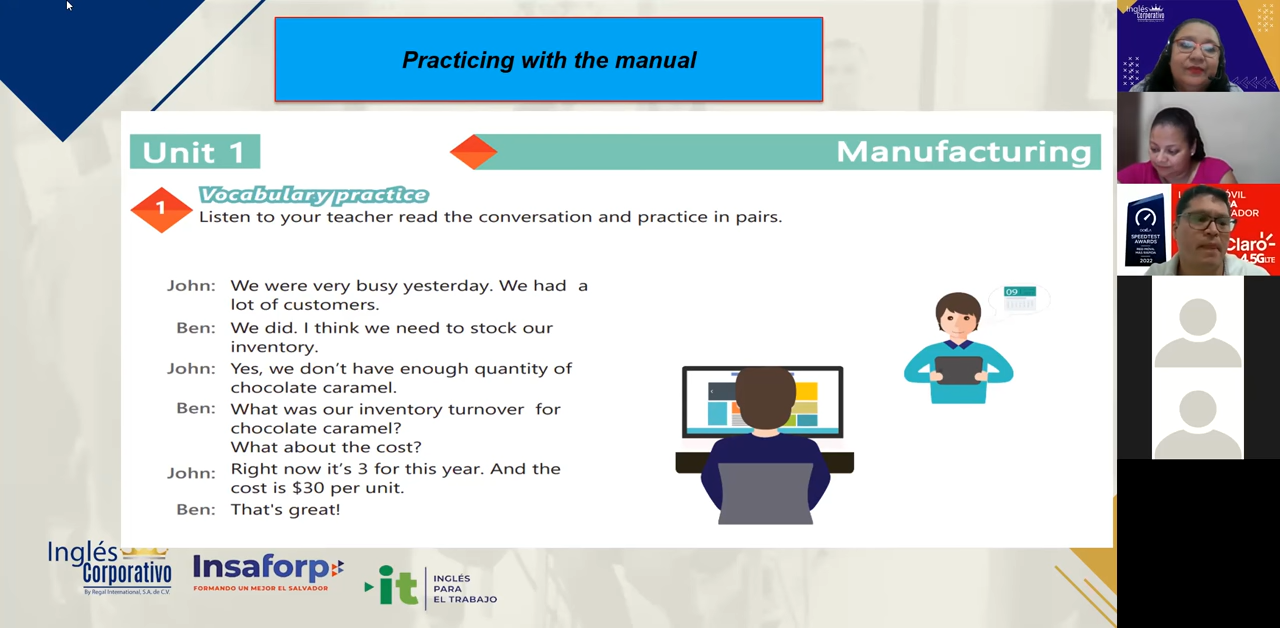 Practicing with the manual
Unit 1
Manufacturing
1
Vocabulary practice
Listen to your teacher read the conversation and practice in pairs.
John: We were very busy yesterday. We had a
lot of customers.
Ben: We did. I think we need to stock our
inventory.
John: Yes, we don't have enough quantity of
chocolate caramel.
Ben: What was our inventory turnover for
chocolate caramel?
What about the cost?
John: Right now it's 3 for this year. And the
cost is $30 per unit.
Ben: That's great!
09
Inglés
Corporativo
By Regal International, S.A. de C.V.
Insaforp
FORMANDO UN MEJOR EL SALVADOR
it
INGLÉS
PARA
EL TRABAJO
Inglés
Corporativo
SPEEDTEST
AWARDS
2022
Claro
4.5G LTE